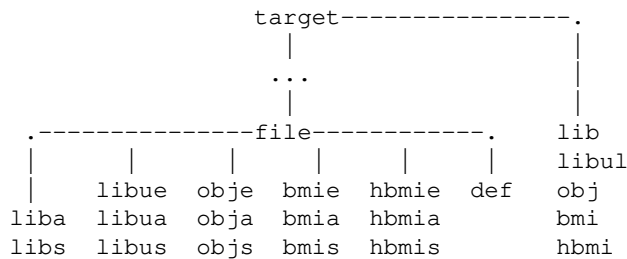 target----------------.
|                   |
...                  |
|                   |
.---------------file------------.    lib
|      |      |     |     |     |    libul
|    libue  obje  bmie  hbmie  def   obj
liba  libua  obja  bmia  hbmia        bmi
libs  libus  objs  bmis  hbmis        hbmi